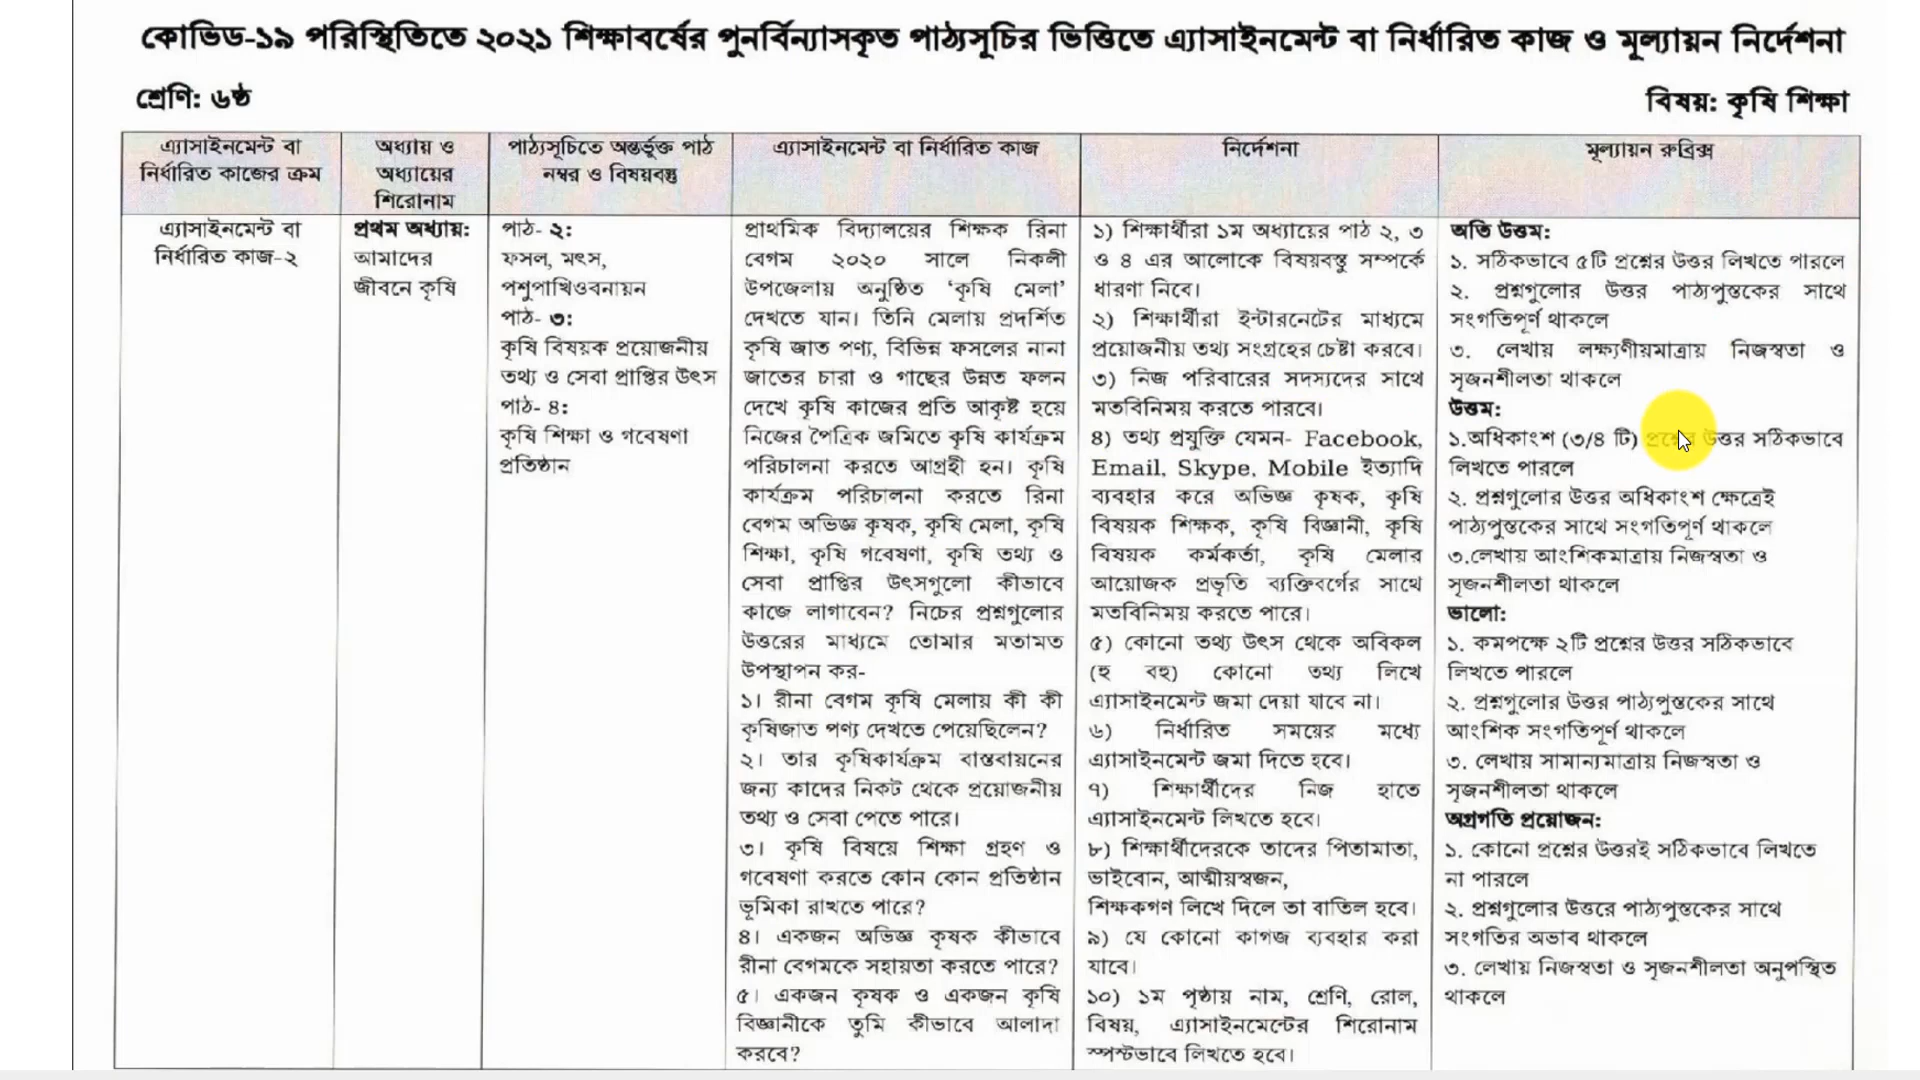 কোভিড-১৯ পরিস্থিতিতে ২০২১ শিক্ষাবর্ষের পুনর্বিন্যাসকৃত পাঠ্যসূচির ভিত্তিতে এ্যাসাইনমেন্ট বা নির্ধারিত কাজ ও মূল্যায়ন নির্দেশনা
শ্রেণি: ৬ষ্ঠ
বিষয়: কৃষি শিক্ষা
এ্যাসাইনমেন্ট বা
নির্ধারিত কাজের ক্রম
অধ্যায় ও
অধ্যায়ের
শিরোনাম
পাঠ্যসূচিতে অন্তর্ভুক্ত পাঠ
নম্বর ও বিষয়বস্তু
এ্যাসাইনমেন্ট বা নির্ধারিত কাজ
নির্দেশনা
মূল্যায়ন রুব্রিক্স
এ্যাসাইনমেন্ট বা
নির্ধারিত কাজ-২
প্রথম অধ্যায়:
আমাদের
জীবনে কৃষি
পাঠ- ২:
ফসল, মৎস,
পশুপাখিওবনায়ন
পাঠ- ৩:
কৃষি বিষয়ক প্রয়োজনীয়
তথ্য ও সেবা প্রাপ্তির উৎস
পাঠ- ৪:
কৃষি শিক্ষা ও গবেষণা
প্রতিষ্ঠান
প্রাথমিক বিদ্যালয়ের শিক্ষক রিনা
বেগম ২০২০ সালে নিকলী
উপজেলায় অনুষ্ঠিত ‘কৃষি মেলা’
দেখতে যান। তিনি মেলায় প্রদর্শিত
কৃষি জাত পণ্য, বিভিন্ন ফসলের নানা
জাতের চারা ও গাছের উন্নত ফলন
দেখে কৃষি কাজের প্রতি আকৃষ্ট হয়ে
নিজের পৈত্রিক জমিতে কৃষি কার্যক্রম
পরিচালনা করতে আগ্রহী হন। কৃষি
কার্যক্রম পরিচালনা করতে রিনা
বেগম অভিজ্ঞ কৃষক, কৃষি মেলা, কৃষি
শিক্ষা, কৃষি গবেষণা, কৃষি তথ্য ও
সেবা প্রাপ্তির উৎসগুলো কীভাবে
কাজে লাগাবেন? নিচের প্রশ্নগুলোর
উত্তরের মাধ্যমে তোমার মতামত
উপস্থাপন কর-
১। রীনা বেগম কৃষি মেলায় কী কী
কৃষিজাত পণ্য দেখতে পেয়েছিলেন?
২। তার কৃষিকার্যক্রম বাস্তবায়নের
জন্য কাদের নিকট থেকে প্রয়োজনীয়
তথ্য ও সেবা পেতে পারে।
৩। কৃষি বিষয়ে শিক্ষা গ্রহণ ও
গবেষণা করতে কোন কোন প্রতিষ্ঠান
ভূমিকা রাখতে পারে?
৪। একজন অভিজ্ঞ কৃষক কীভাবে
রীনা বেগমকে সহায়তা করতে পারে?
৫। একজন কৃষক ও একজন কৃষি
বিজ্ঞানীকে তুমি কীভাবে আলাদা
করবে?
১) শিক্ষার্থীরা ১ম অধ্যায়ের পাঠ ২, ৩
ও ৪ এর আলোকে বিষয়বস্তু সম্পর্কে
ধারণা নিবে।
২) শিক্ষার্থীরা ইন্টারনেটের মাধ্যমে
প্রয়োজনীয় তথ্য সংগ্রহের চেষ্টা করবে।
৩) নিজ পরিবারের সদস্যদের সাথে
মতবিনিময় করতে পারবে।
৪) তথ্য প্রযুক্তি যেমন- Facebook,
Email, Skype, Mobile ইত্যাদি
ব্যবহার করে অভিজ্ঞ কৃষক, কৃষি
বিষয়ক শিক্ষক, কৃষি বিজ্ঞানী, কৃষি
বিষয়ক কর্মকর্তা, কৃষি মেলার
আয়োজক প্রভৃতি ব্যক্তিবর্গের সাথে
মতবিনিময় করতে পারে।
৫) কোনো তথ্য উৎস থেকে অবিকল
(হু বহু) কোনো তথ্য লিখে
এ্যাসাইনমেন্ট জমা দেয়া যাবে না।
৬) নির্ধারিত সময়ের মধ্যে
এ্যাসাইনমেন্ট জমা দিতে হবে।
৭) শিক্ষার্থীদের নিজ হাতে
এ্যাসাইনমেন্ট লিখতে হবে।
৮) শিক্ষার্থীদেরকে তাদের পিতামাতা,
ভাইবোন, আত্মীয়স্বজন,
শিক্ষকগণ লিখে দিলে তা বাতিল হবে।
৯) যে কোনো কাগজ ব্যবহার করা
যাবে।
১০) ১ম পৃষ্ঠায় নাম, শ্রেণি, রোল,
বিষয়, এ্যাসাইনমেন্টের শিরোনাম
স্পস্টভাবে লিখতে হবে।
অতি উত্তম:
১. সঠিকভাবে ৫টি প্রশ্নের উত্তর লিখতে পারলে
২. প্রশ্নগুলোর উত্তর পাঠ্যপুস্তকের সাথে
সংগতিপূর্ণ থাকলে
৩. লেখায় লক্ষ্যণীয়মাত্রায় নিজস্বতা ও
সৃজনশীলতা থাকলে
উত্তম:
১.অধিকাংশ (৩/৪ টি) প্রশ্নের উত্তর সঠিকভাবে
লিখতে পারলে
২. প্রশ্নগুলোর উত্তর অধিকাংশ ক্ষেত্রেই
পাঠ্যপুস্তকের সাথে সংগতিপূর্ণ থাকলে
৩.লেখায় আংশিকমাত্রায় নিজস্বতা ও
সৃজনশীলতা থাকলে
ভালো:
১. কমপক্ষে ২টি প্রশ্নের উত্তর সঠিকভাবে
লিখতে পারলে
২. প্রশ্নগুলোর উত্তর পাঠ্যপুস্তকের সাথে
আংশিক সংগতিপূর্ণ থাকলে
৩. লেখায় সামান্যমাত্রায় নিজস্বতা ও
সৃজনশীলতা থাকলে
অগ্রগতি প্রয়োজন:
১. কোনো প্রশ্নের উত্তরই সঠিকভাবে লিখতে
না পারলে
২. প্রশ্নগুলোর উত্তরে পাঠ্যপুস্তকের সাথে
সংগতির অভাব থাকলে
৩. লেখায় নিজস্বতা ও সৃজনশীলতা অনুপস্থিত
থাকলে